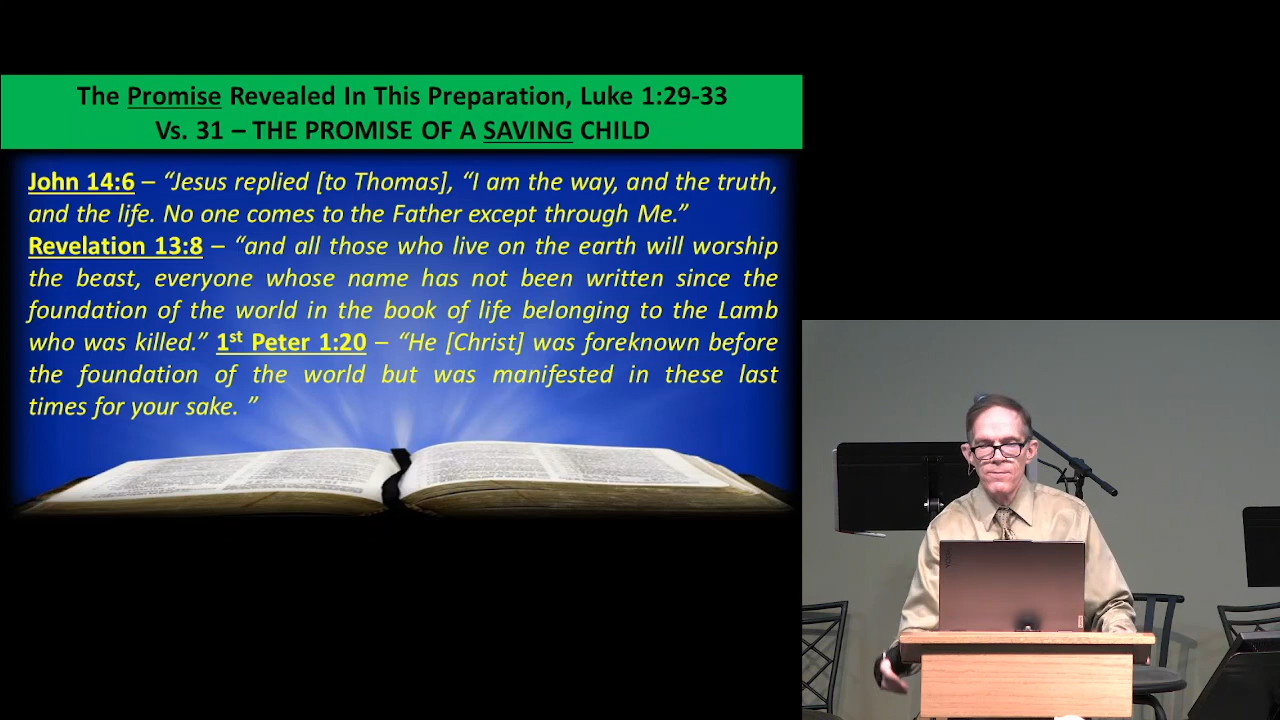 The Promise Revealed In This Preparation, Luke 1:29-33
Vs. 31 – THE PROMISE OF A SAVING CHILD
John 14:6 – “Jesus replied [to Thomas], “I am the way, and the truth,
and the life. No one comes to the Father except through Me.”
Revelation 13:8 – “and all those who live on the earth will worship
the beast, everyone whose name has not been written since the
foundation of the world in the book of life belonging to the Lamb
who was killed.” 1st Peter 1:20 – “He [Christ] was foreknown before
the foundation of the world but was manifested in these last
times for your sake. ”